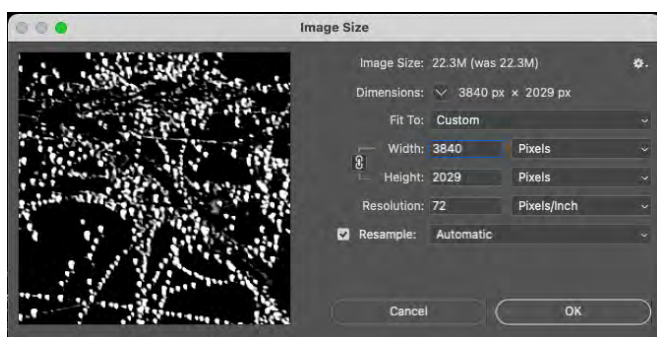 Image Size
Image Size: 22.3M (was 22.3M)
Dimensions: 3840 px × 2029 px
Fit To: Custom
Width: 3840 Pixels
Height: 2029 Pixels
Resolution: 72 Pixels/Inch
Resample: Automatic
Cancel OK